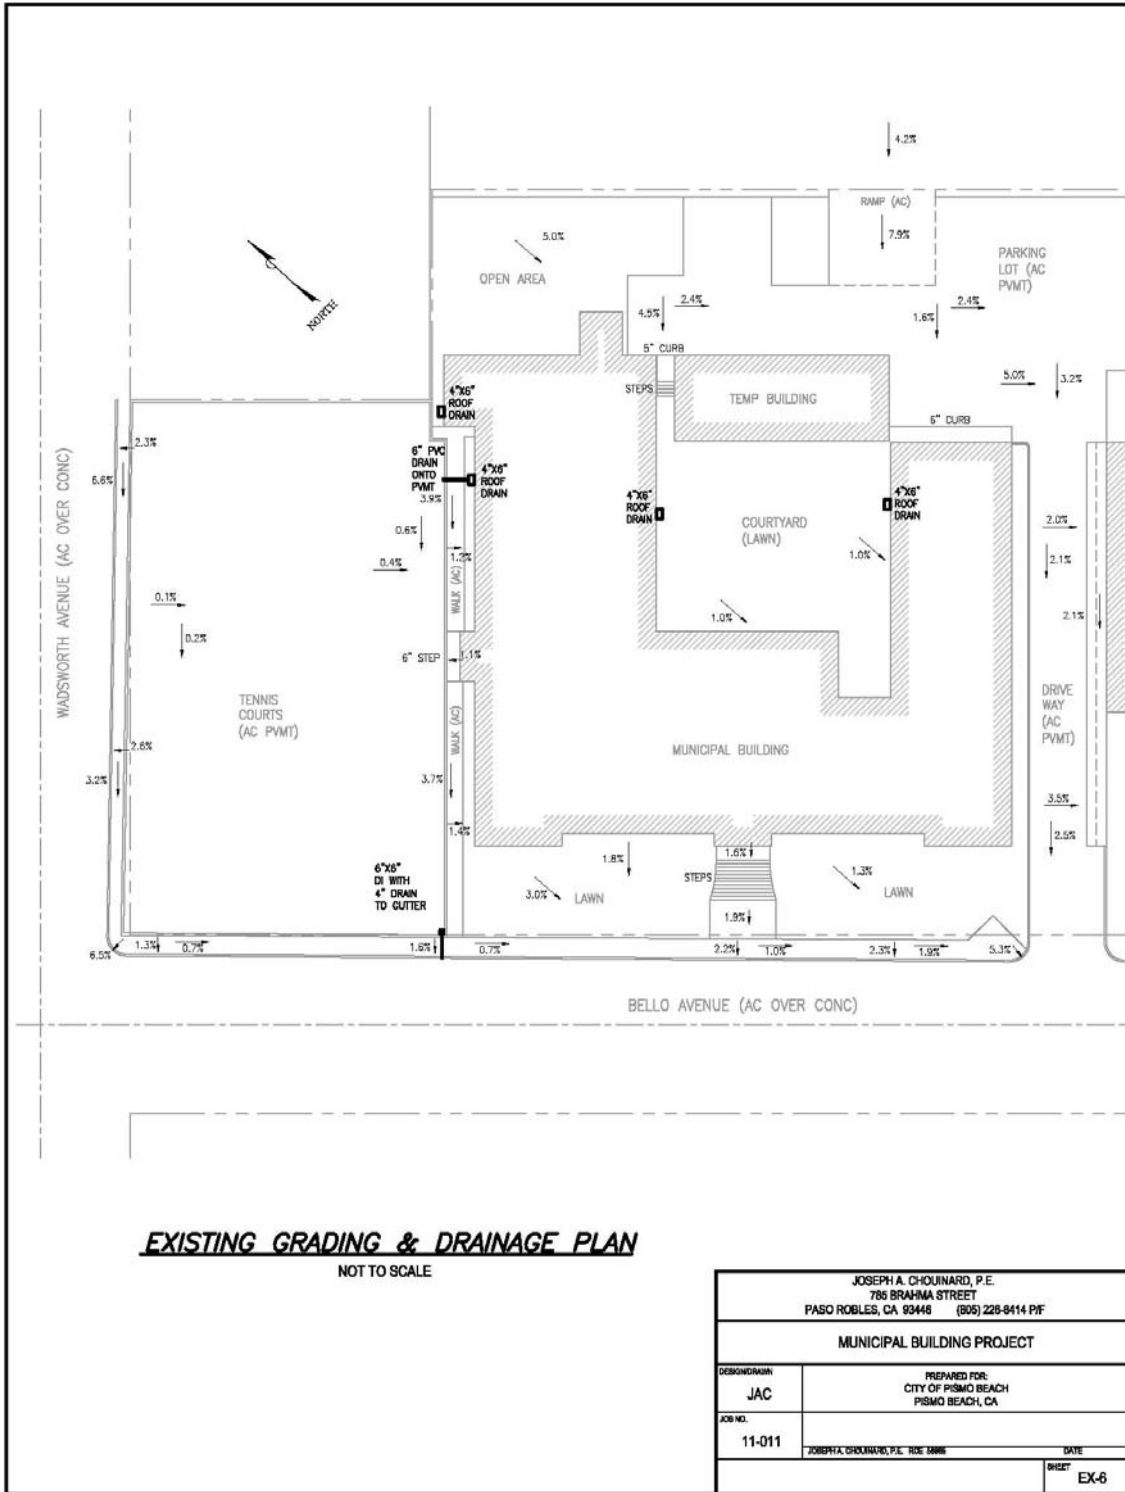 4.2%
RAMP (AC)
7.9%
5.0%
OPEN AREA
PARKING
LOT (AC
PVMT)
NORTH
2.4%
4.5%
2.4%
1.6%
5" CURB
STEPS
5.0%
3.2%
TEMP BUILDING
4"X6"
ROOF
DRAIN
6" CURB
2.3%
6" PVC
DRAIN
ONTO
PVMT
4"X6"
ROOF
DRAIN
6.6%
3.9%
4"X6"
ROOF
DRAIN
4"X6"
ROOF
DRAIN
WADSWORTH AVENUE (AC OVER CONC)
0.6%
COURTYARD
(LAWN)
2.0%
1.2%
1.0%
2.1%
0.4%
WALK (AC)
0.1%
1.0%
2.1%
0.2%
6" STEP
1.1%
TENNIS
COURTS
(AC PVMT)
DRIVE
WAY
(AC
PVMT)
WALK (AC)
2.6%
MUNICIPAL BUILDING
3.2%
3.7%
3.5%
1.4%
2.5%
1.8%
1.6%
6"X6"
DI WITH
4" DRAIN
TO GUTTER
STEPS
1.3%
3.0%
LAWN
LAWN
1.9%
6.5%
1.3%
0.7%
1.6%
0.7%
2.2%
1.0%
2.3%
1.9%
5.3%
BELLO AVENUE (AC OVER CONC)
EXISTING GRADING & DRAINAGE PLAN
NOT TO SCALE
JOSEPH A. CHOUINARD, P.E.
785 BRAHMA STREET
PASO ROBLES, CA 93446 (805) 226-8414 P/F
MUNICIPAL BUILDING PROJECT
DESIGN/DRAWN
JAC
PREPARED FOR:
CITY OF PISMO BEACH
PISMO BEACH, CA
JOB NO.
11-011
JOSEPH A. CHOUINARD, P.E. RCE
DATE
SHEET
EX-6